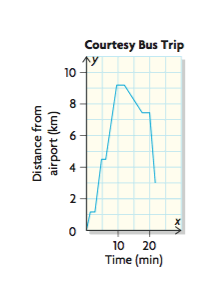 Courtesy Bus Trip
y
10
8
6
4
2
0
Distance from
airport (km)
10 20
x
Time (min)